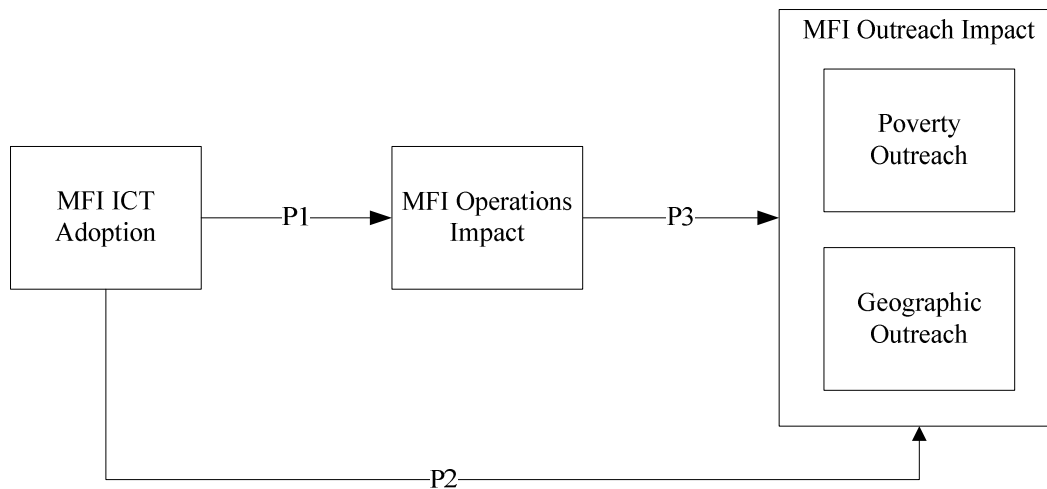 MFI Outreach Impact
Poverty
Outreach
MFI ICT
Adoption
P1
MFI Operations
Impact
P3
Geographic
Outreach
P2